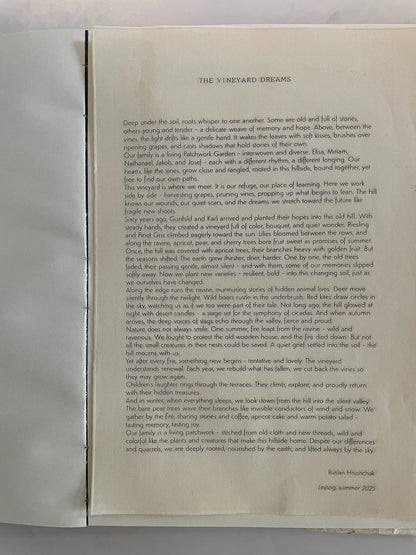 THE VINEYARD DREAMS
Deep under the soil, roots whisper to one another. Some are old and full of stories,
others young and tender - a delicate weave of memory and hope. Above, between the
vines, the light drifts like a gentle hand. It wakes the leaves with soft kisses, brushes over
ripening grapes, and casts shadows that hold stories of their own.
Our family is a living Patchwork Garden - interwoven and diverse. Elisa, Miriam,
Nathanael, Jakob, and Josef - each with a different rhythm, a different longing. Our
hearts, like the vines, grow close and tangled, rooted in this hillside, bound together, yet
free to find our own paths.
This vineyard is where we meet. It is our refuge, our place of learning. Here we work
side by side - harvesting grapes, pruning vines, propping up what begins to lean. The hill
knows our wounds, our quiet scars, and the dreams we stretch toward the future like
fragile new shoots.
Sixty years ago, Gunhild and Karl arrived and planted their hopes into this old hill. With
steady hands, they created a vineyard full of color, bouquet, and quiet wonder. Riesling
and Pinot Gris climbed eagerly toward the sun. Lilies bloomed between the rows, and
along the ravine, apricot, pear, and cherry trees bore fruit sweet as promises of summer.
Once, the hill was covered with apricot trees, their branches heavy with golden fruit. But
the seasons shifted. The earth grew thirstier, drier, harder. One by one, the old trees
faded, their passing gentle, almost silent - and with them, some of our memories slipped
softly away. Now we plant new varieties - resilient, bold - into this changing soil, just as
we ourselves have changed.
Along the edge runs the ravine, murmuring stories of hidden animal lives. Deer move
silently through the twilight. Wild boars rustle in the underbrush. Red kites draw circles in
the sky, watching us as if we too were part of their tale. Not long ago, the hill glowed at
night with desert candles - a stage set for the symphony of cicadas. And when autumn
arrives, the deep voices of stags echo through the valley, fierce and proud.
Nature does not always smile. One summer, fire leapt from the ravine - wild and
ravenous. We fought to protect the old wooden house, and the fire died down. But not
all the small creatures in their nests could be saved. A quiet grief settled into the soil - the
hill mourns with us.
Yet after every fire, something new begins - tentative and lovely. The vineyard
understands renewal. Each year, we rebuild what has fallen, we cut back the vines so
they may grow again.
Children's laughter rings through the terraces. They climb, explore, and proudly return
with their hidden treasures.
And in winter, when everything sleeps, we look down from the hill into the silent valley.
The bare pear trees wave their branches like invisible conductors of wind and snow. We
gather by the fire, sharing stories and coffee, apricot cake and warm potato salad -
tasting memory, tasting joy.
Our family is a living patchwork - stitched from old cloth and new threads, wild and
colorful like the plants and creatures that make this hillside home. Despite our differences
and quarrels, we are deeply rooted, nourished by the earth, and lifted always by the sky.
Ruslan Hrushchak
Leipzig, summer 2025